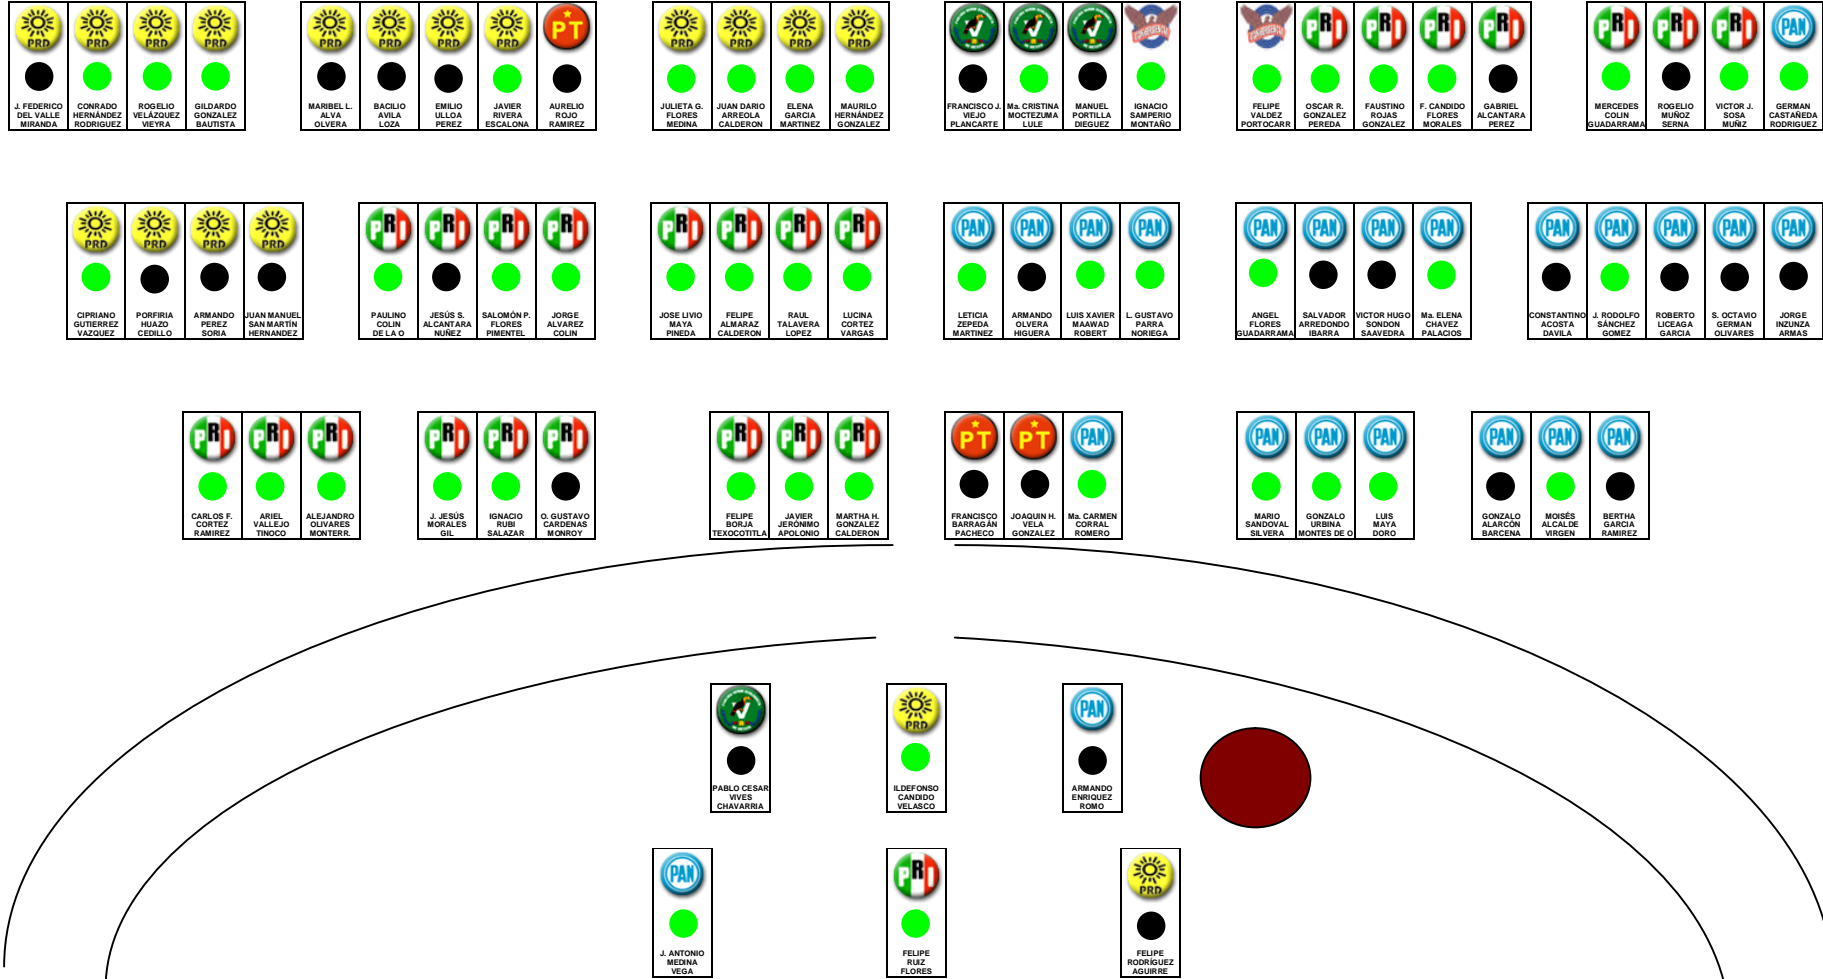 PRD PRD PRD PRD
J. FEDERICO
DEL VALLE
MIRANDA
CONRADO
HERNÁNDEZ
RODRIGUEZ
ROGELIO
VELÁZQUEZ
VIEYRA
GILDARDO
GONZALEZ
BAUTISTA
PRD PRD PRD PRD PT
MARIBEL L.
ALVA
OLVERA
BACILIO
AVILA
LOZA
EMILIO
ULLOA
PEREZ
JAVIER
RIVERA
ESCALONA
AURELIO
ROJO
RAMIREZ
PRD PRD PRD PRD
JULIETA G.
FLORES
MEDINA
JUAN DARIO
ARREOLA
CALDERON
ELENA
GARCIA
MARTINEZ
MAURILO
HERNÁNDEZ
GONZALEZ
FRANCISCO J.
VIEJO
PLANCARTE
Ma. CRISTINA
MOCTEZUMA
LULE
MANUEL
PORTILLA
DIEGUEZ
IGNACIO
SAMPERIO
MONTAÑO
PRD PRI PRI PRI
FELIPE
VALDEZ
PORTOCARR
OSCAR R.
GONZALEZ
PEREDA
FAUSTINO
ROJAS
GONZALEZ
F. CANDIDO
FLORES
MORALES
GABRIEL
ALCANTARA
PEREZ
PRI PRI PRI PAN
MERCEDES
COLIN
GUADARRAMA
ROGELIO
MUÑOZ
SERNA
VICTOR J.
SOSA
MUÑIZ
GERMAN
CASTAÑEDA
RODRIGUEZ
PRD PRD PRD PRD
CIPRIANO
GUTIERREZ
VAZQUEZ
PORFIRIA
HUAZO
CEDILLO
ARMANDO
PEREZ
SORIA
JUAN MANUEL
SAN MARTÍN
HERNANDEZ
PRI PRI PRI PRI
PAULINO
COLIN
DE LA O
JESÚS S.
ALCANTARA
NUÑEZ
SALOMÓN P.
FLORES
PIMENTEL
JORGE
ALVAREZ
COLIN
PRI PRI PRI PRI
JOSE LIVIO
MAYA
PINEDA
FELIPE
ALMARAZ
CALDERON
RAUL
TALAVERA
LOPEZ
LUCINA
CORTEZ
VARGAS
PAN PAN PAN PAN
LETICIA
ZEPEDA
MARTINEZ
ARMANDO
OLVERA
HIGUERA
LUIS XAVIER
MAAWAD
ROBERT
L. GUSTAVO
PARRA
NORIEGA
PAN PAN PAN PAN
ANGEL
FLORES
GUADARRAMA
SALVADOR
ARREDONDO
IBARRA
VICTOR HUGO
SONDON
SAAVEDRA
Ma. ELENA
CHAVEZ
PALACIOS
PAN PAN PAN PAN PAN
CONSTANTINO
ACOSTA
DAVILA
J. RODOLFO
SÁNCHEZ
GOMEZ
ROBERTO
LICEAGA
GARCIA
S. OCTAVIO
GERMAN
OLIVARES
JORGE
INZUNZA
ARMAS
PRI PRI PRI
CARLOS F.
CORTEZ
RAMIREZ
ARIEL
VALLEJO
TINOCO
ALEJANDRO
OLIVARES
MONTERR.
PRI PRI PRI
J. JESÚS
MORALES
GIL
IGNACIO
RUBI
SALAZAR
O. GUSTAVO
CARDENAS
MONROY
PRI PRI PRI
FELIPE
BORJA
TEXOCOTITLA
JAVIER
JERÓNIMO
APOLONIO
MARTHA H.
GONZALEZ
CALDERON
PT PT PAN
FRANCISCO
BARRAGÁN
PACHECO
JOAQUIN H.
VELA
GONZALEZ
Ma. CARMEN
CORRAL
ROMERO
PAN PAN PAN
MARIO
SANDOVAL
SILVERA
GONZALO
URBINA
MONTES DE O
LUIS
MAYA
DORO
PAN PAN PAN
GONZALO
ALARCÓN
BARCENA
MOISÉS
ALCALDE
VIRGEN
BERTHA
GARCIA
RAMIREZ
PABLO CESAR
VIVES
CHAVARRIA
PRD
ILDEFONSO
CANDIDO
VELASCO
PAN
ARMANDO
ENRIQUEZ
ROMO
PAN
J. ANTONIO
MEDINA
VEGA
PRI
FELIPE
RUIZ
FLORES
PRD
FELIPE
RODRÍGUEZ
AGUIRRE